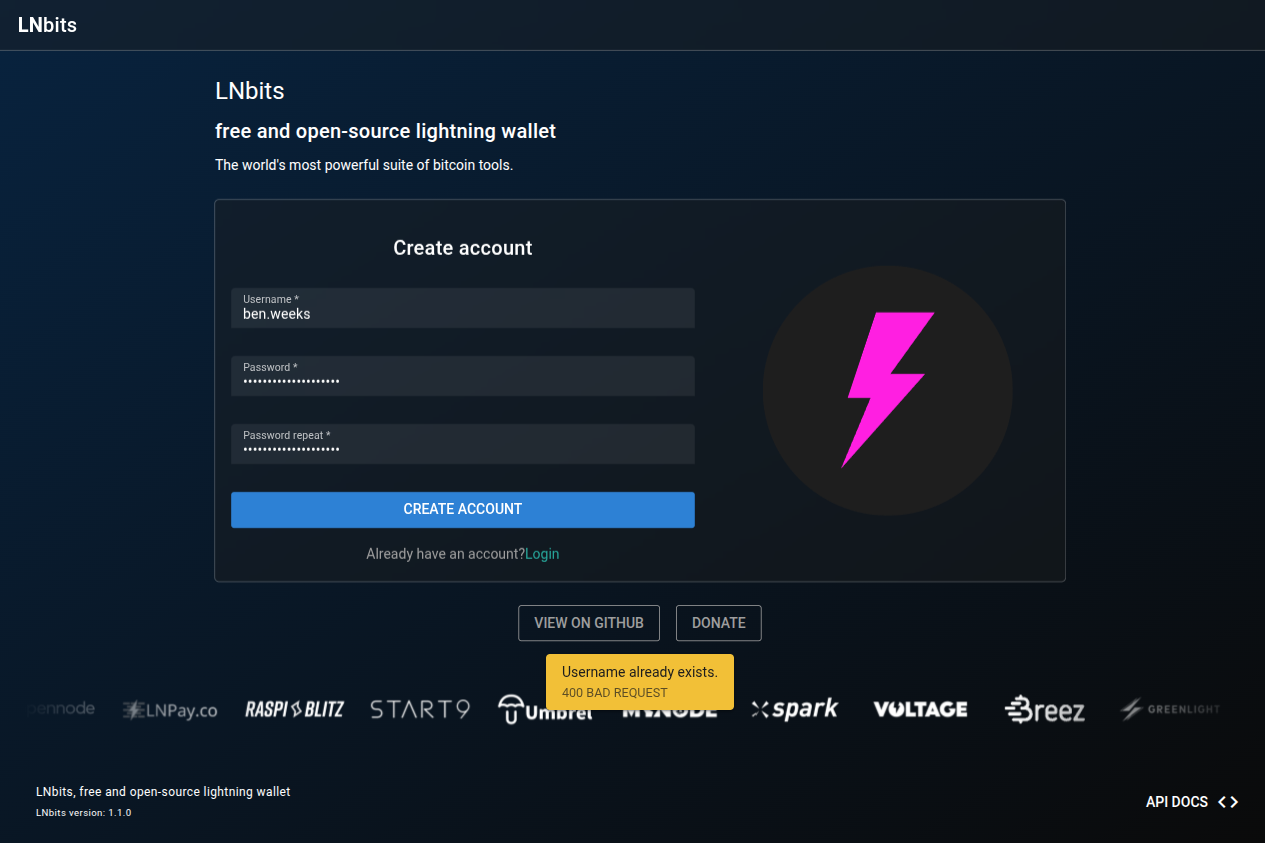 LNbits
LNbits
free and open-source lightning wallet
The world's most powerful suite of bitcoin tools.
Create account
Username *
ben.weeks
Password *
••••••••••••••••••••
Password repeat *
••••••••••••••••••••
CREATE ACCOUNT
Already have an account?Login
VIEW ON GITHUB
DONATE
Username already exists.
400 BAD REQUEST
pennode
LNPay.co
RASPI BLITZ
START9
Umbrel
MYNODE
spark
VOLTAGE
Breez
GREENLIGHT
LNbits, free and open-source lightning wallet
LNbits version: 1.1.0
API DOCS